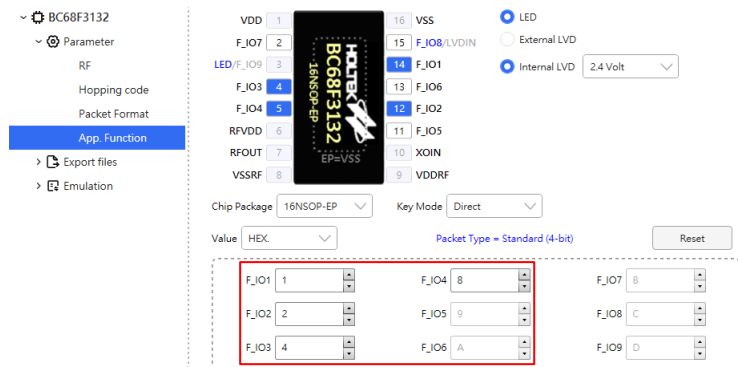 BC68F3132
Parameter
RF
Hopping code
Packet Format
App. Function
Export files
Emulation
VDD 1 16 VSS
F_IO7 2 15 F_IO8/LVDIN
LED/F_IO9 3 14 F_IO1
F_IO3 4 13 F_IO6
F_IO4 5 12 F_IO2
RFVDD 6 11 F_IO5
RFOUT 7 10 XOIN
VSSRF 8 9 VDDRF
HOLTEK
BC68F3132
16NSOP-EP
EP=VSS
LED
External LVD
Internal LVD 2.4 Volt
Chip Package 16NSOP-EP Key Mode Direct
Value HEX. Packet Type = Standard (4-bit) Reset
F_IO1 1 F_IO4 8 F_IO7 B
F_IO2 2 F_IO5 9 F_IO8 C
F_IO3 4 F_IO6 A F_IO9 D